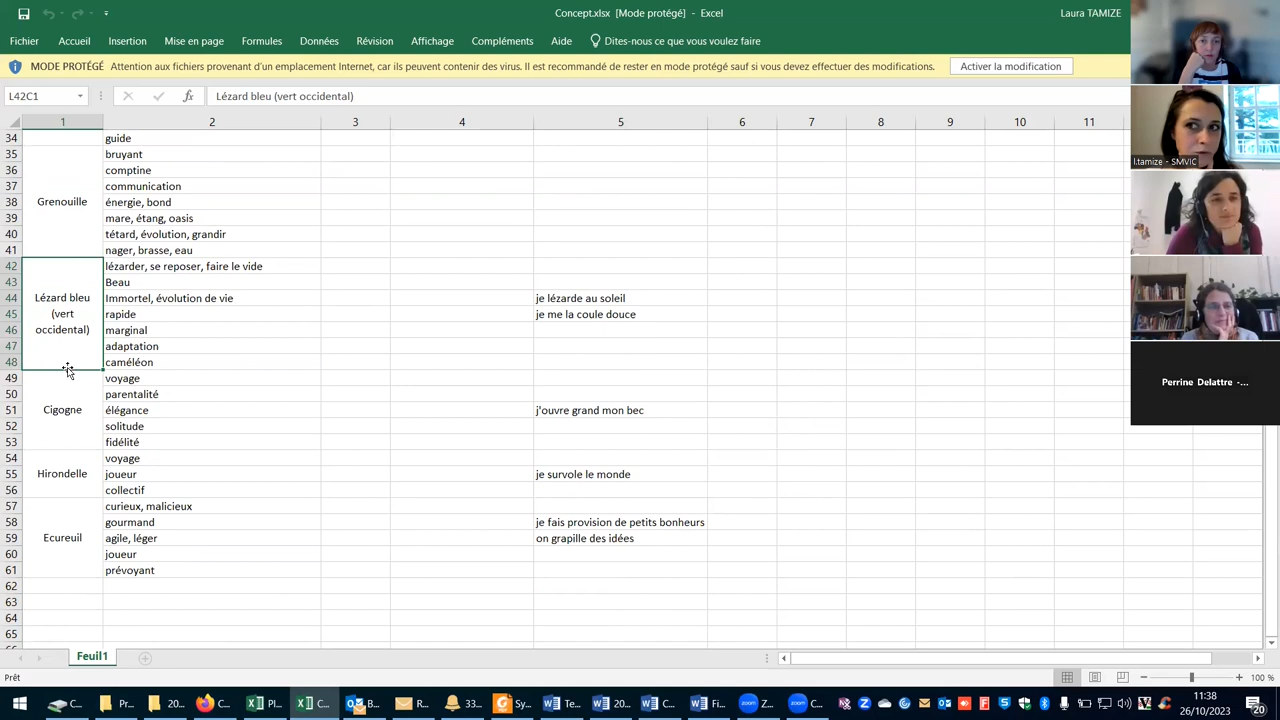 Concept.xlsx [Mode protégé] - Excel
Laura TAMIZE
Fichier Accueil Insertion Mise en page Formules Données Révision Affichage Compléments Aide Dites-nous ce que vous voulez faire
MODE PROTÉGÉ Attention aux fichiers provenant d'un emplacement Internet, car ils peuvent contenir des virus. Il est recommandé de rester en mode protégé sauf si vous devez effectuer des modifications. Activer la modification
L42C1 fx Lézard bleu (vert occidental)
1 2 3 4 5 6 7 8 9 10 11
34 guide
35 bruyant
36 comptine
37 communication
38 Grenouille énergie, bond
39 mare, étang, oasis
40 tétard, évolution, grandir
41 nager, brasse, eau
42 lézarder, se reposer, faire le vide
43 Beau
44 Lézard bleu Immortel, évolution de vie je lézarde au soleil
45 (vert rapide je me la coule douce
46 occidental) marginal
47 adaptation
48 caméléon
49 voyage
50 parentalité
51 Cigogne élégance j'ouvre grand mon bec
52 solitude
53 fidélité
54 voyage
55 Hirondelle joueur je survole le monde
56 collectif
57 curieux, malicieux
58 gourmand je fais provision de petits bonheurs
59 Ecureuil agile, léger on grapille des idées
60 joueur
61 prévoyant
62
63
64
65
l.tamize - SMVIC
Perrine Delattre -...
Feuil1
Prêt
100 %
C... Pr... 20... C... Pl... C... B... R... 33... Sy... 20... C... Fi... Z... C...
11:38
26/10/2023
20